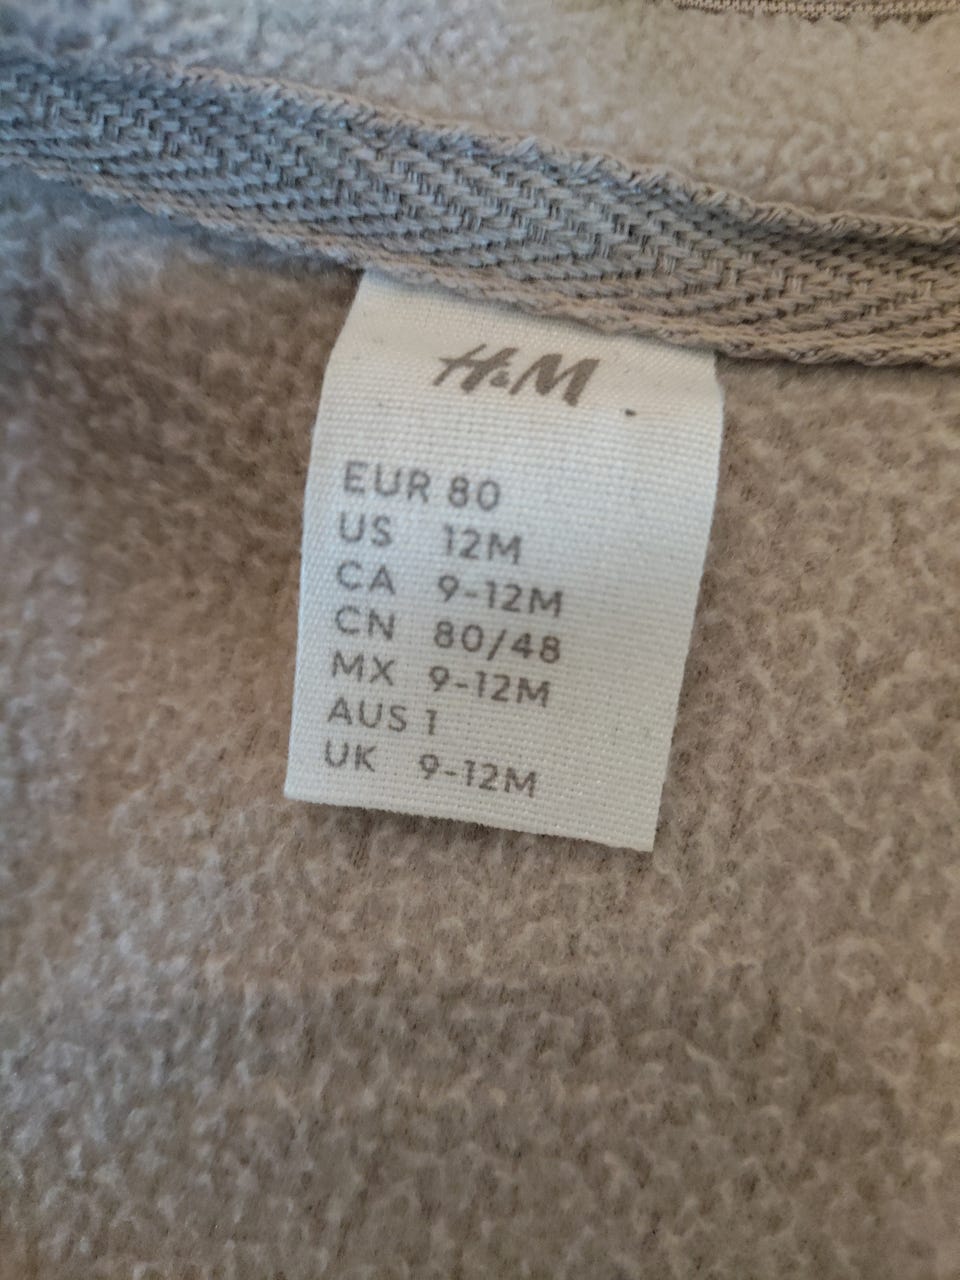 H&M
EUR 80
US 12M
CA 9-12M
CN 80/48
MX 9-12M
AUS 1
UK 9-12M